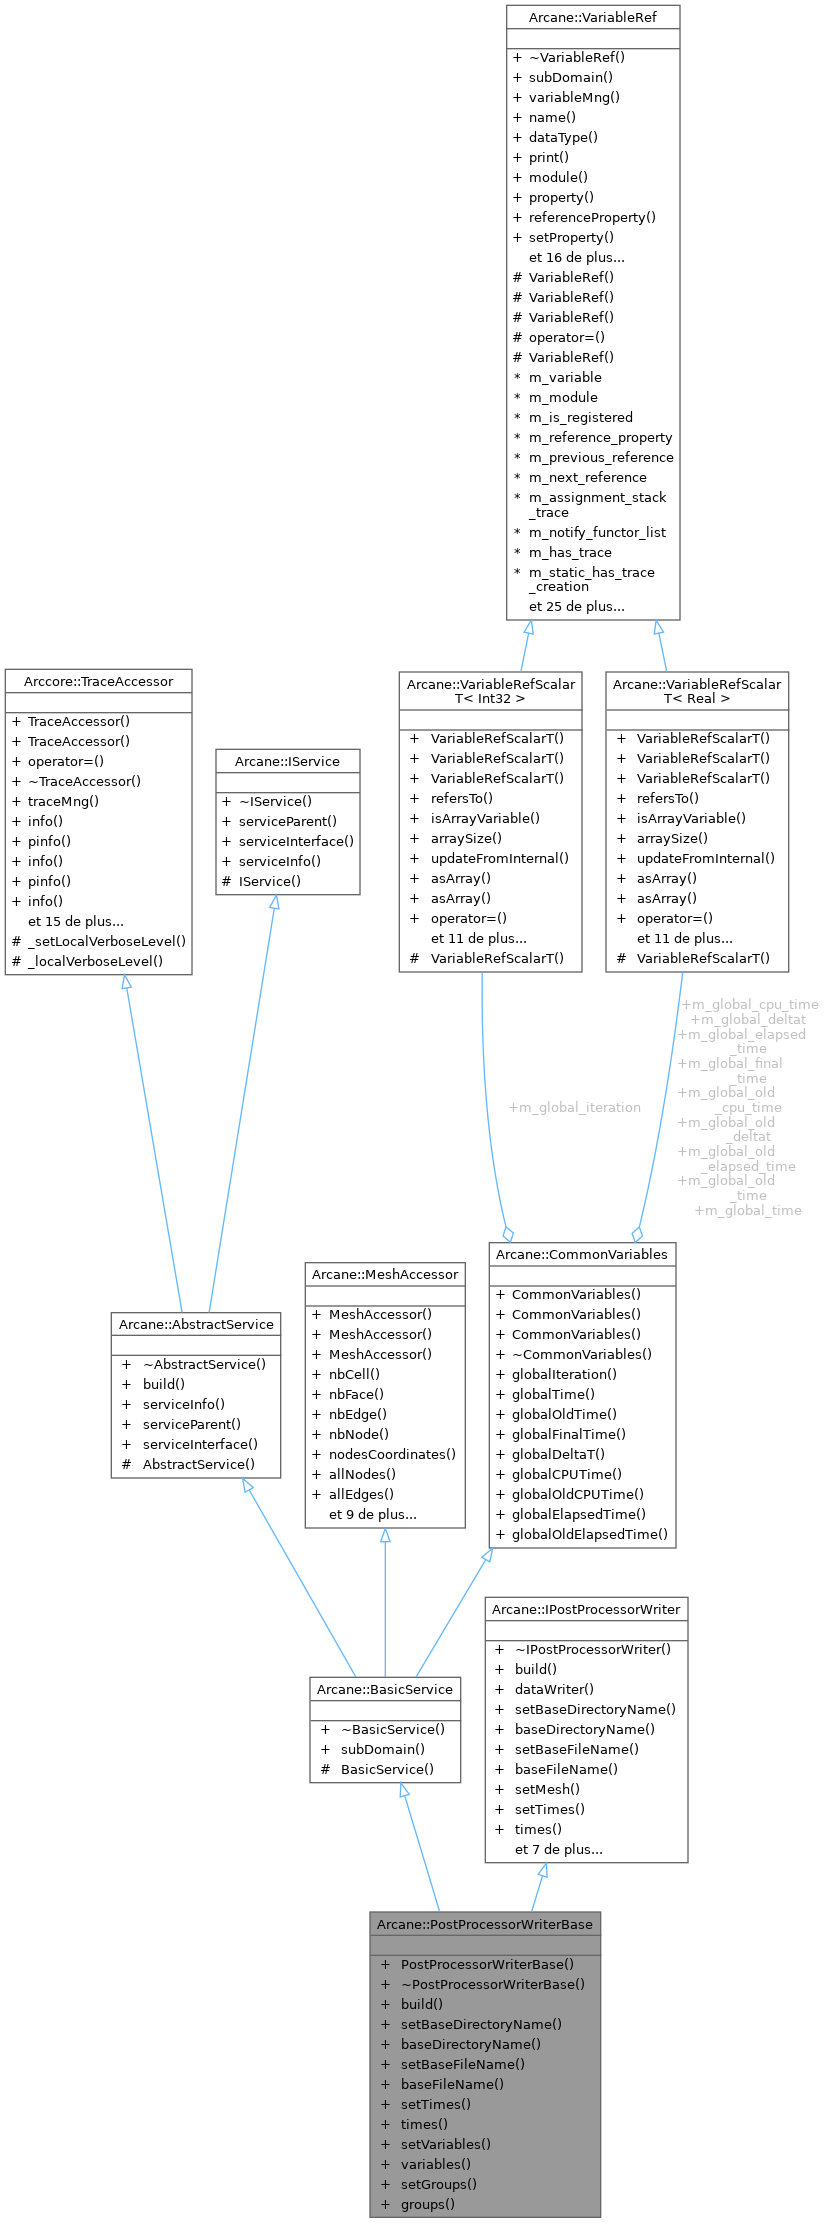 Arcane::VariableRef
+ ~VariableRef()
+ subDomain()
+ variableMng()
+ name()
+ dataType()
+ print()
+ module()
+ property()
+ referenceProperty()
+ setProperty()
et 16 de plus...
# VariableRef()
# VariableRef()
# VariableRef()
# operator=()
# VariableRef()
* m_variable
* m_module
* m_is_registered
* m_reference_property
* m_previous_reference
* m_next_reference
* m_assignment_stack
_trace
* m_notify_functor_list
* m_has_trace
* m_static_has_trace
_creation
et 25 de plus...
Arccore::TraceAccessor
+ TraceAccessor()
+ TraceAccessor()
+ operator=()
+ ~TraceAccessor()
+ traceMng()
+ info()
+ pinfo()
+ info()
+ pinfo()
+ info()
et 15 de plus...
# _setLocalVerboseLevel()
# _localVerboseLevel()
Arcane::IService
+ ~IService()
+ serviceParent()
+ serviceInterface()
+ serviceInfo()
# IService()
Arcane::VariableRefScalar
T< Int32 >
+ VariableRefScalarT()
+ VariableRefScalarT()
+ VariableRefScalarT()
+ refersTo()
+ isArrayVariable()
+ arraySize()
+ updateFromInternal()
+ asArray()
+ asArray()
+ operator=()
et 11 de plus...
# VariableRefScalarT()
Arcane::VariableRefScalar
T< Real >
+ VariableRefScalarT()
+ VariableRefScalarT()
+ VariableRefScalarT()
+ refersTo()
+ isArrayVariable()
+ arraySize()
+ updateFromInternal()
+ asArray()
+ asArray()
+ operator=()
et 11 de plus...
# VariableRefScalarT()
+m_global_iteration
+m_global_cpu_time
+m_global_deltat
+m_global_elapsed
_time
+m_global_final
_time
+m_global_old
_cpu_time
+m_global_old
_deltat
+m_global_old
_elapsed_time
+m_global_old
_time
+m_global_time
Arcane::AbstractService
+ ~AbstractService()
+ build()
+ serviceInfo()
+ serviceParent()
+ serviceInterface()
# AbstractService()
Arcane::MeshAccessor
+ MeshAccessor()
+ MeshAccessor()
+ MeshAccessor()
+ nbCell()
+ nbFace()
+ nbEdge()
+ nbNode()
+ nodesCoordinates()
+ allNodes()
+ allEdges()
et 9 de plus...
Arcane::CommonVariables
+ CommonVariables()
+ CommonVariables()
+ CommonVariables()
+ ~CommonVariables()
+ globalIteration()
+ globalTime()
+ globalOldTime()
+ globalFinalTime()
+ globalDeltaT()
+ globalCPUTime()
+ globalOldCPUTime()
+ globalElapsedTime()
+ globalOldElapsedTime()
Arcane::BasicService
+ ~BasicService()
+ subDomain()
# BasicService()
Arcane::IPostProcessorWriter
+ ~IPostProcessorWriter()
+ build()
+ dataWriter()
+ setBaseDirectoryName()
+ baseDirectoryName()
+ setBaseFileName()
+ baseFileName()
+ setMesh()
+ setTimes()
+ times()
et 7 de plus...
Arcane::PostProcessorWriterBase
+ PostProcessorWriterBase()
+ ~PostProcessorWriterBase()
+ build()
+ setBaseDirectoryName()
+ baseDirectoryName()
+ setBaseFileName()
+ baseFileName()
+ setTimes()
+ times()
+ setVariables()
+ variables()
+ setGroups()
+ groups()